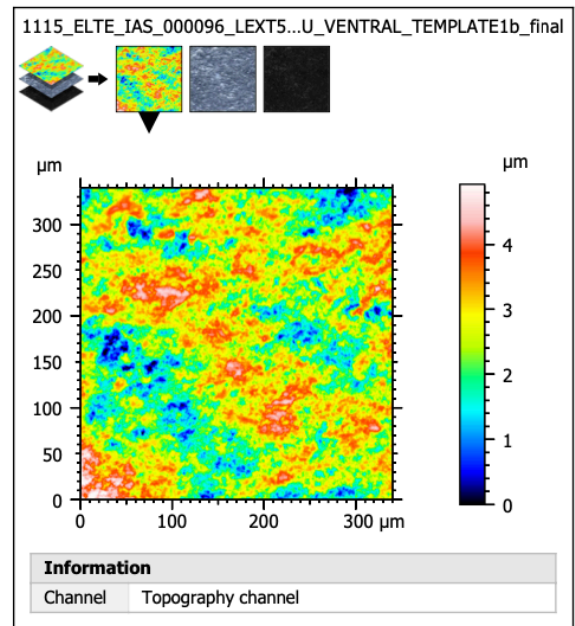 1115_ELTE_IAS_000096_LEXT5...U_VENTRAL_TEMPLATE1b_final
µm
µm
300
250
200
150
100
50
0
0 100 200 300 µm
4
3
2
1
0
Information
Channel Topography channel